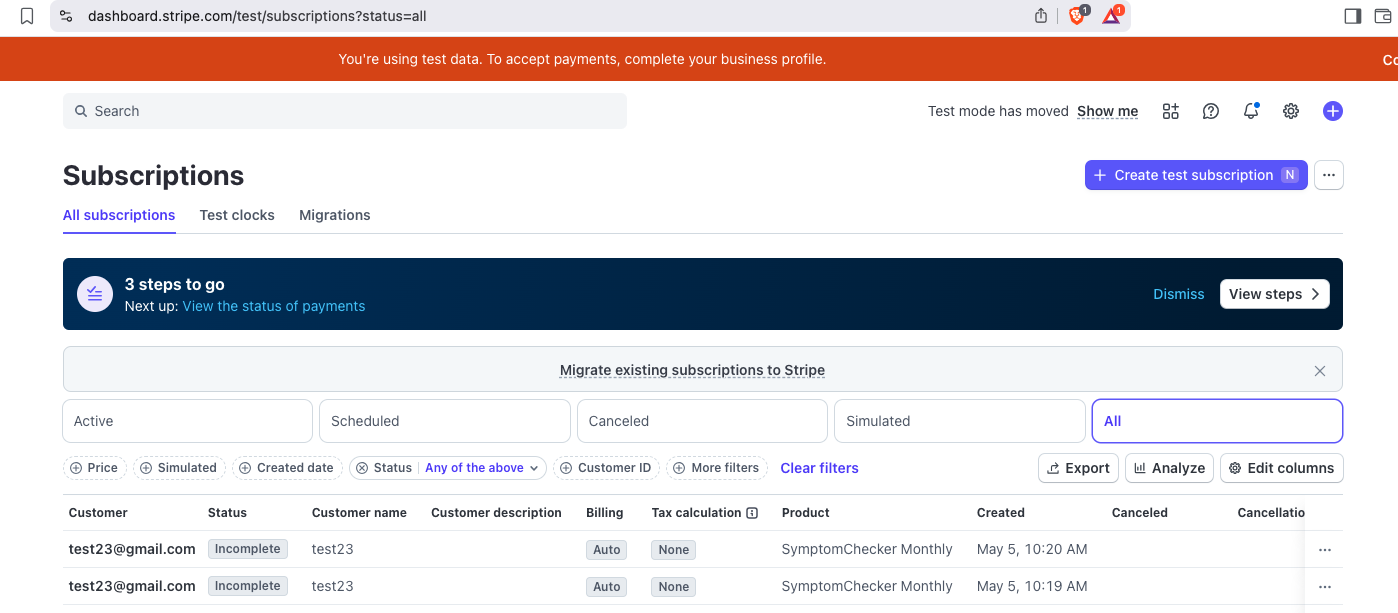 dashboard.stripe.com/test/subscriptions?status=all 1 1
You're using test data. To accept payments, complete your business profile. Co
Search Test mode has moved Show me
Subscriptions + Create test subscription N ...
All subscriptions Test clocks Migrations
3 steps to go
Next up: View the status of payments Dismiss View steps
Migrate existing subscriptions to Stripe
Active Scheduled Canceled Simulated All
Price Simulated Created date Status Any of the above Customer ID More filters Clear filters Export Analyze Edit columns
Customer Status Customer name Customer description Billing Tax calculation Product Created Canceled Cancellatio
test23@gmail.com Incomplete test23 Auto None SymptomChecker Monthly May 5, 10:20 AM ...
test23@gmail.com Incomplete test23 Auto None SymptomChecker Monthly May 5, 10:19 AM ...